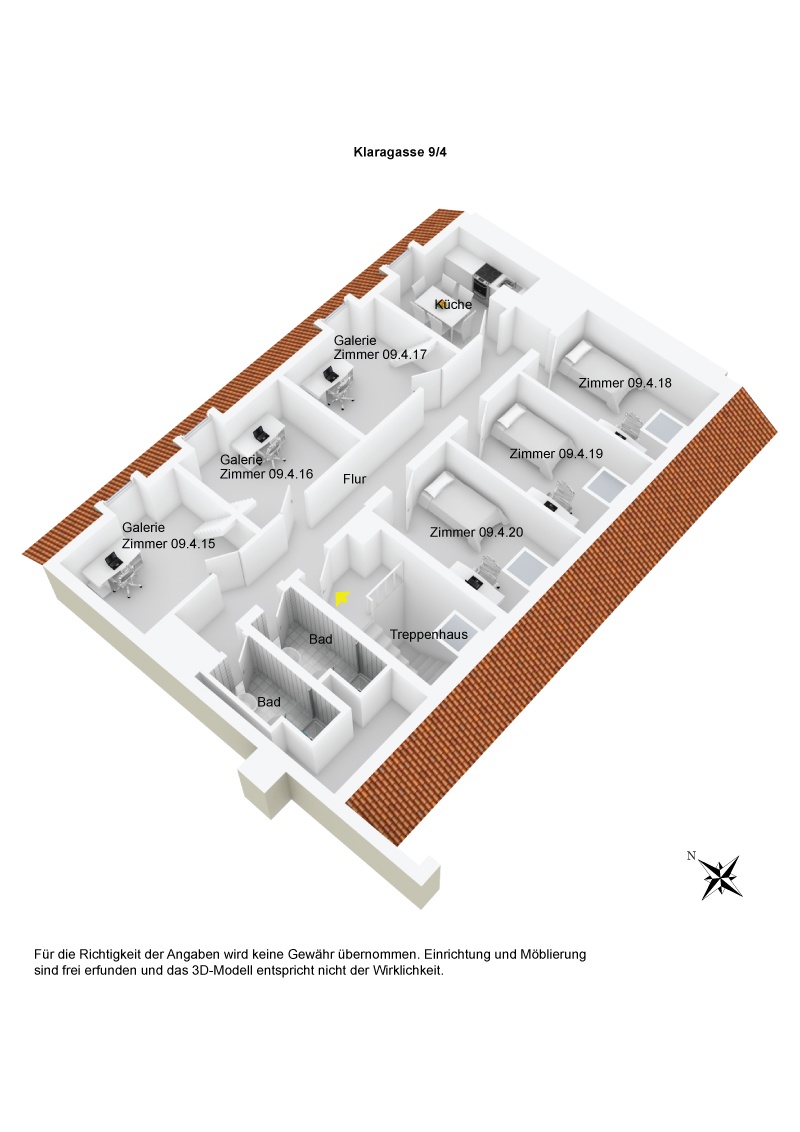 Klaragasse 9/4
Küche
Galerie
Zimmer 09.4.17
Zimmer 09.4.18
Zimmer 09.4.19
Galerie
Zimmer 09.4.16
Flur
Galerie
Zimmer 09.4.15
Zimmer 09.4.20
Bad
Treppenhaus
Bad
N
Für die Richtigkeit der Angaben wird keine Gewähr übernommen. Einrichtung und Möblierung
sind frei erfunden und das 3D-Modell entspricht nicht der Wirklichkeit.